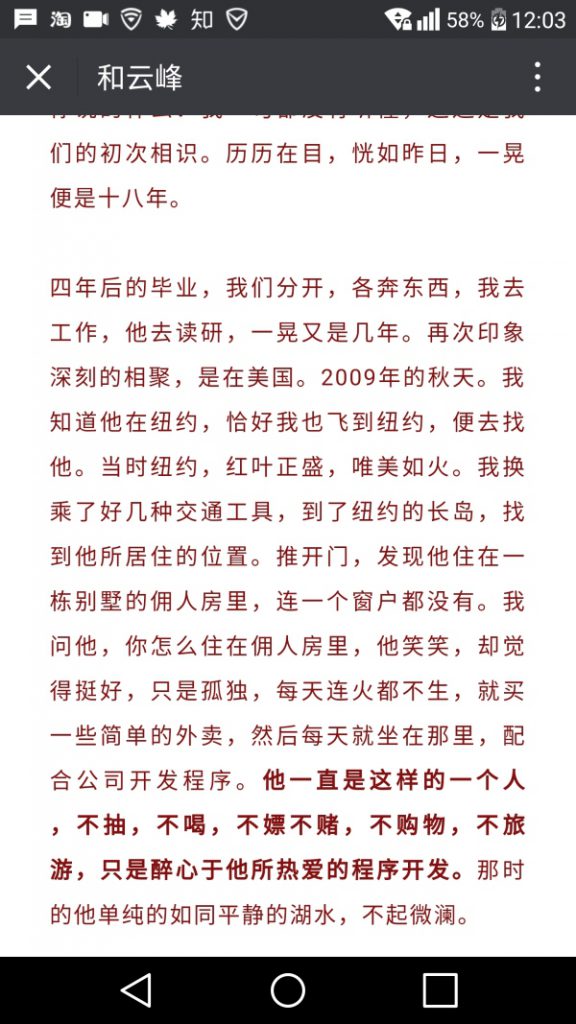 知 58% 12:03
和云峰
们的初次相识。历历在目，恍如昨日，一晃
便是十八年。
四年后的毕业，我们分开，各奔东西，我去
工作，他去读研，一晃又是几年。再次印象
深刻的相聚，是在美国。2009年的秋天。我
知道他在纽约，恰好我也飞到纽约，便去找
他。当时纽约，红叶正盛，唯美如火。我换
乘了好几种交通工具，到了纽约的长岛，找
到他所居住的位置。推开门，发现他住在一
栋别墅的佣人房里，连一个窗户都没有。我
问他，你怎么住在佣人房里，他笑笑，却觉
得挺好，只是孤独，每天连火都不生，就买
一些简单的外卖，然后每天就坐在那里，配
合公司开发程序。他一直是这样的一个人
，不抽，不喝，不嫖不赌，不购物，不旅
游，只是醉心于他所热爱的程序开发。那时
的他单纯的如同平静的湖水，不起微澜。